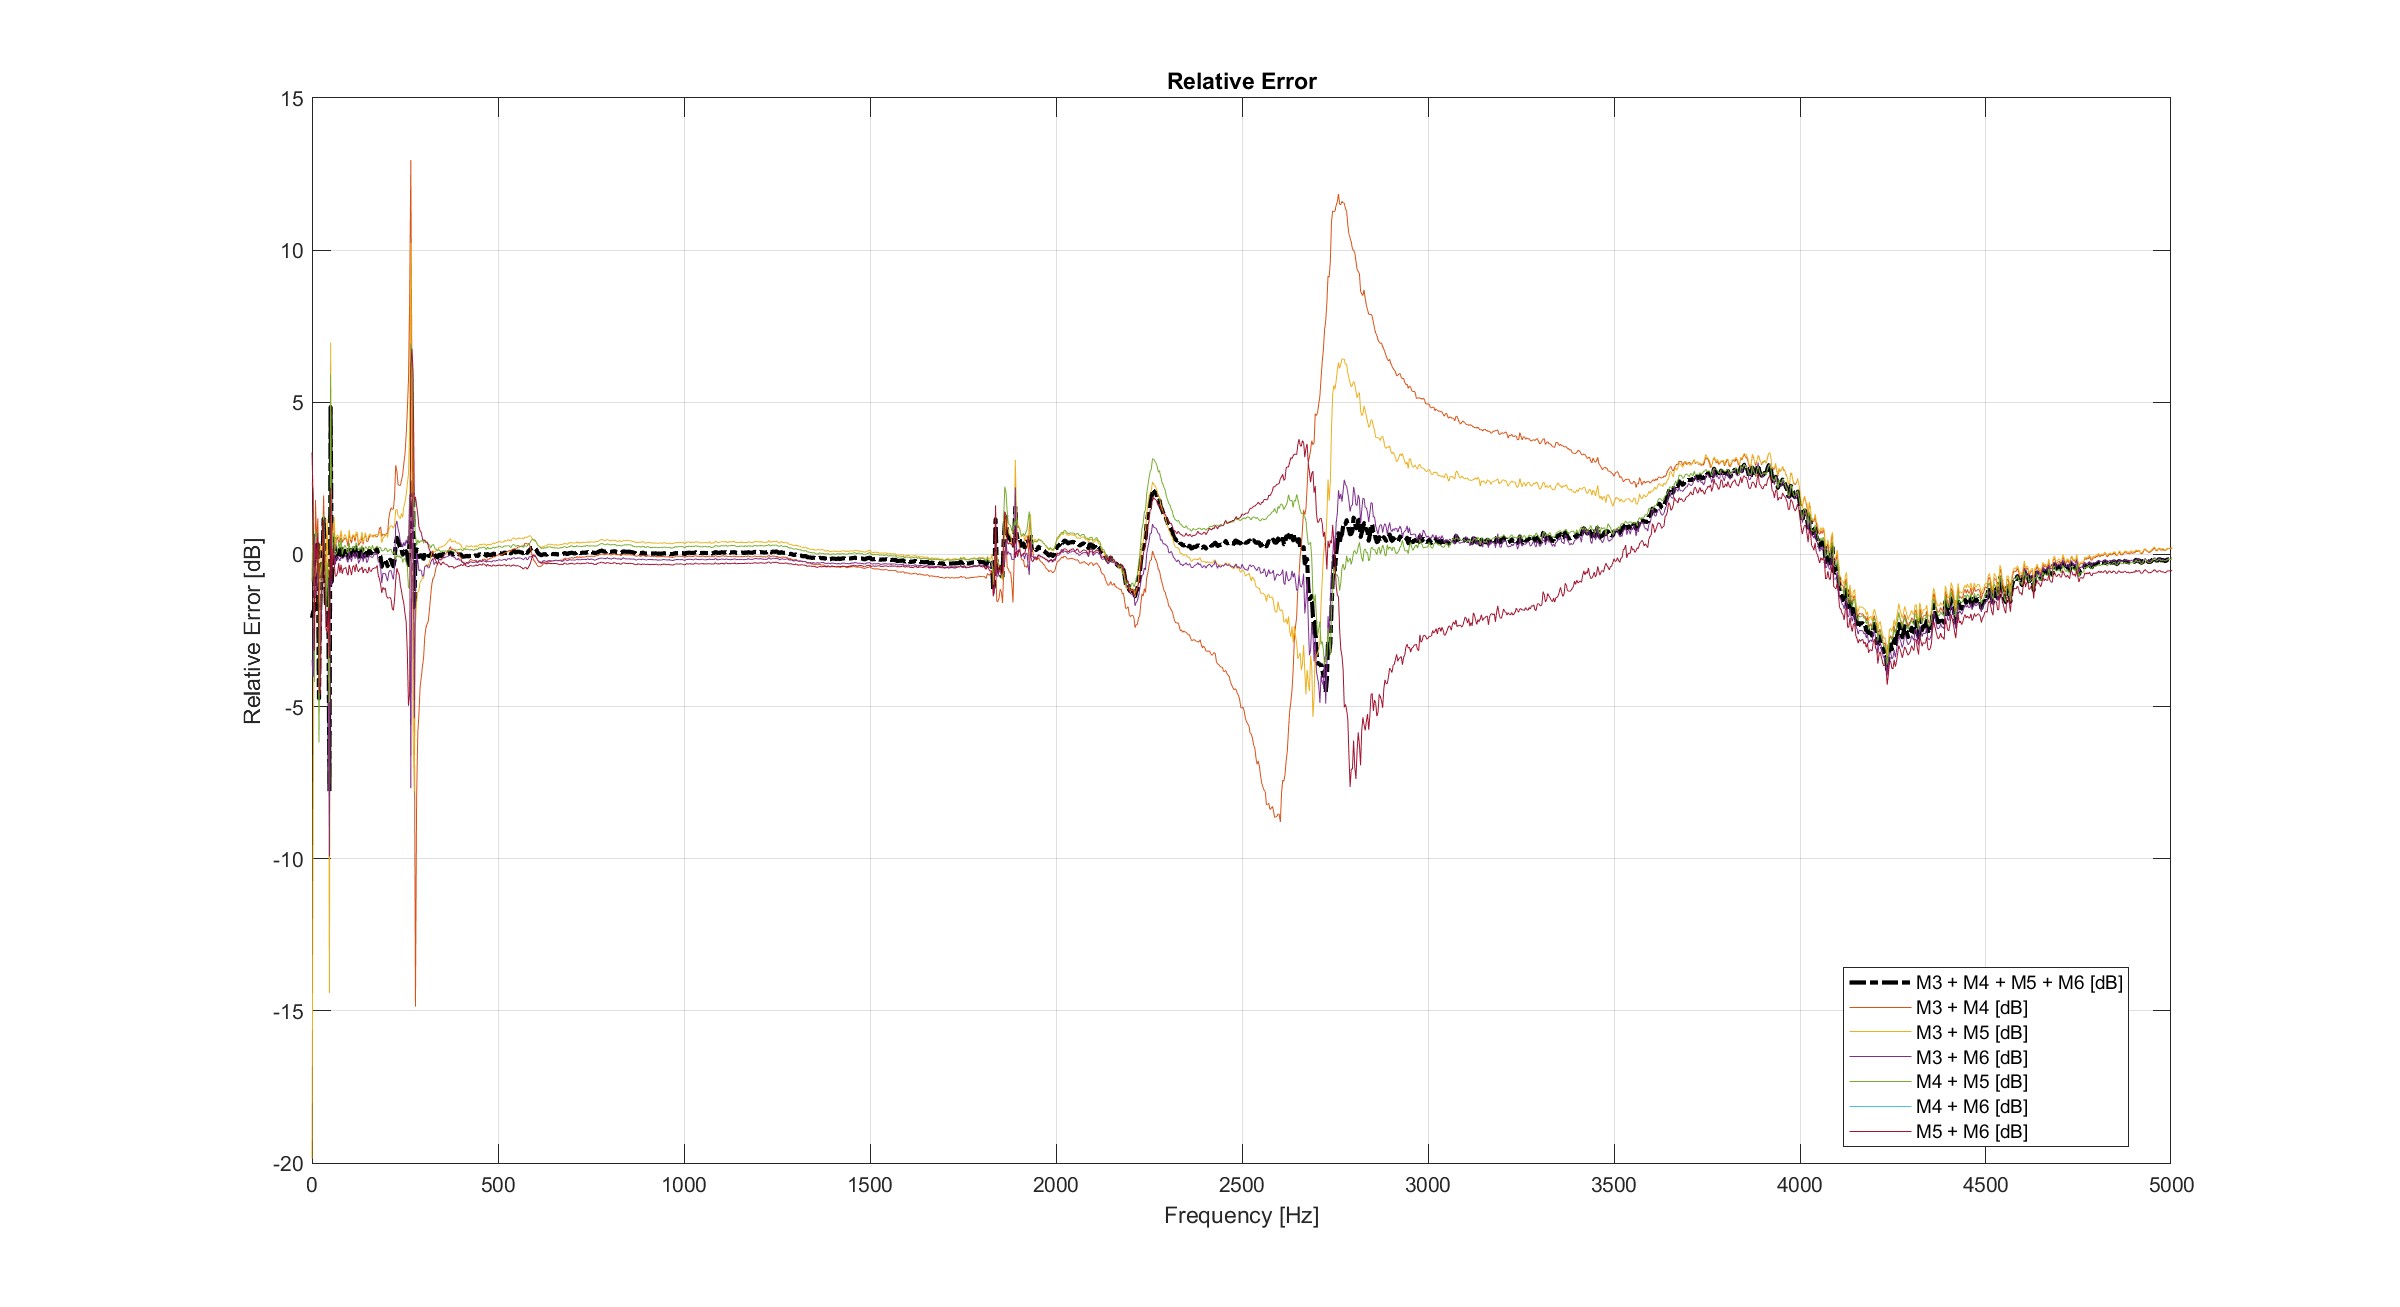 Relative Error
15
10
5
0
-5
-10
-15
-20
Relative Error [dB]
0 500 1000 1500 2000 2500 3000 3500 4000 4500 5000
Frequency [Hz]
M3 + M4 + M5 + M6 [dB]
M3 + M4 [dB]
M3 + M5 [dB]
M3 + M6 [dB]
M4 + M5 [dB]
M4 + M6 [dB]
M5 + M6 [dB]